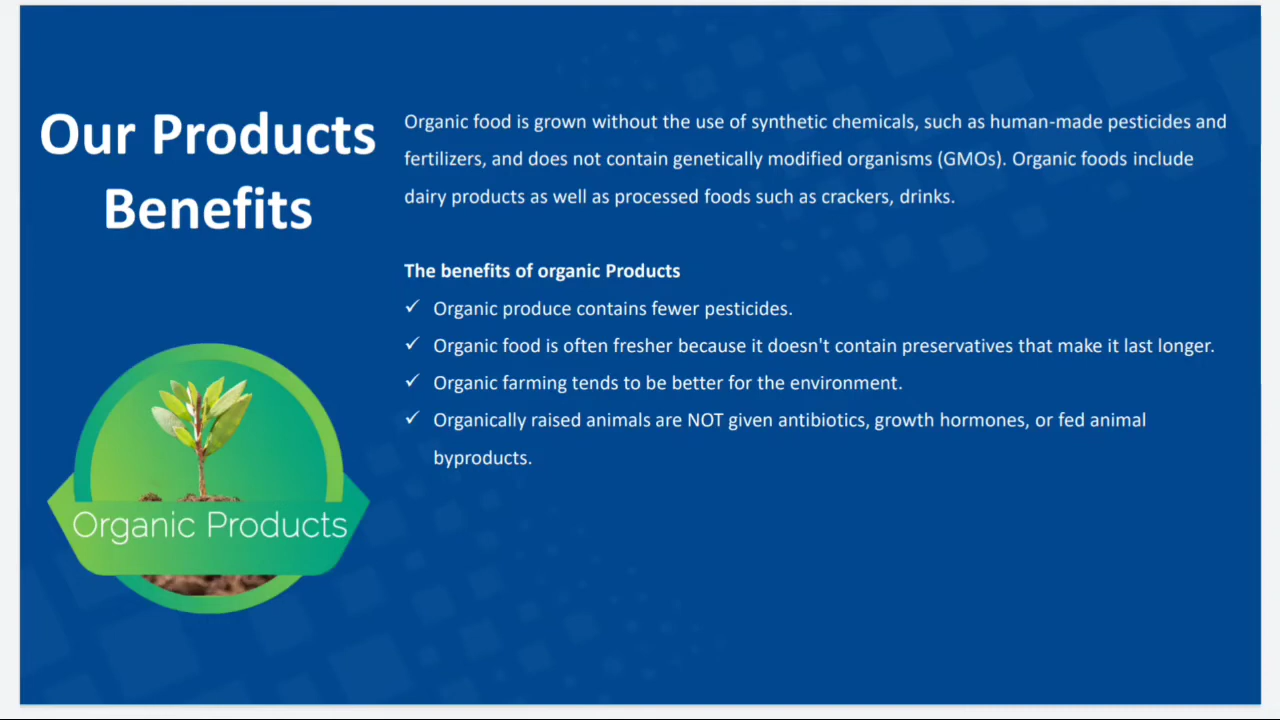 Our Products
Benefits
Organic food is grown without the use of synthetic chemicals, such as human-made pesticides and
fertilizers, and does not contain genetically modified organisms (GMOs). Organic foods include
dairy products as well as processed foods such as crackers, drinks.
The benefits of organic Products
✓ Organic produce contains fewer pesticides.
✓ Organic food is often fresher because it doesn't contain preservatives that make it last longer.
✓ Organic farming tends to be better for the environment.
✓ Organically raised animals are NOT given antibiotics, growth hormones, or fed animal
byproducts.
Organic Products